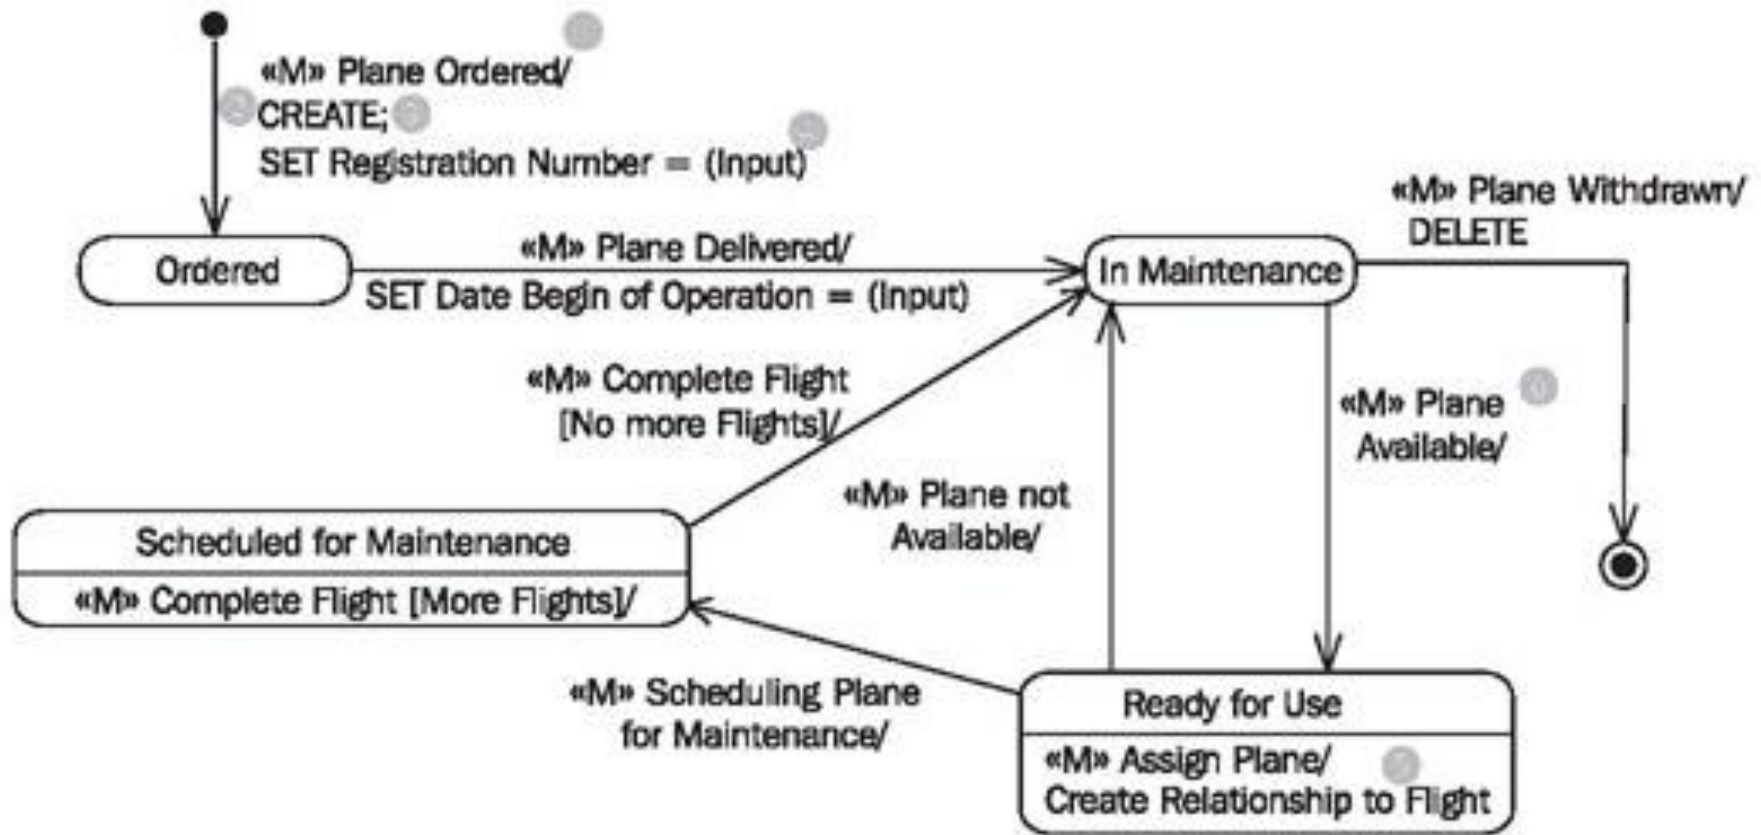 «M» Plane Ordered/
CREATE;
SET Registration Number = (Input)
«M» Plane Withdrawn/
DELETE
Ordered
«M» Plane Delivered/
SET Date Begin of Operation = (Input)
In Maintenance
«M» Complete Flight
[No more Flights]/
«M» Plane
Available/
«M» Plane not
Available/
Scheduled for Maintenance
«M» Complete Flight [More Flights]/
«M» Scheduling Plane
for Maintenance/
Ready for Use
«M» Assign Plane/
Create Relationship to Flight